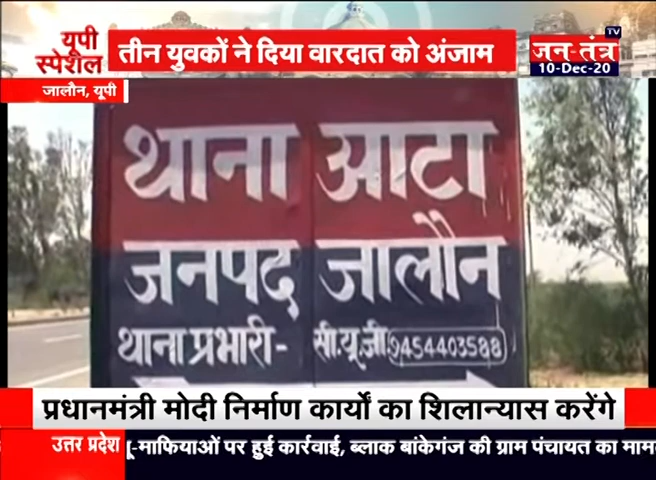 यूपी
स्पेशल
तीन युवकों ने दिया वारदात को अंजाम
जन-तंत्र
TV
10-Dec-20
जालौन, यूपी
थाना आटा
जनपद जालौन
थाना प्रभारी- सी.यू.जी. 9454403588
प्रधानमंत्री मोदी निर्माण कार्यों का शिलान्यास करेंगे
उत्तर प्रदेश
-माफियाओं पर हुई कार्रवाई, ब्लाक बांकेगंज की ग्राम पंचायत का